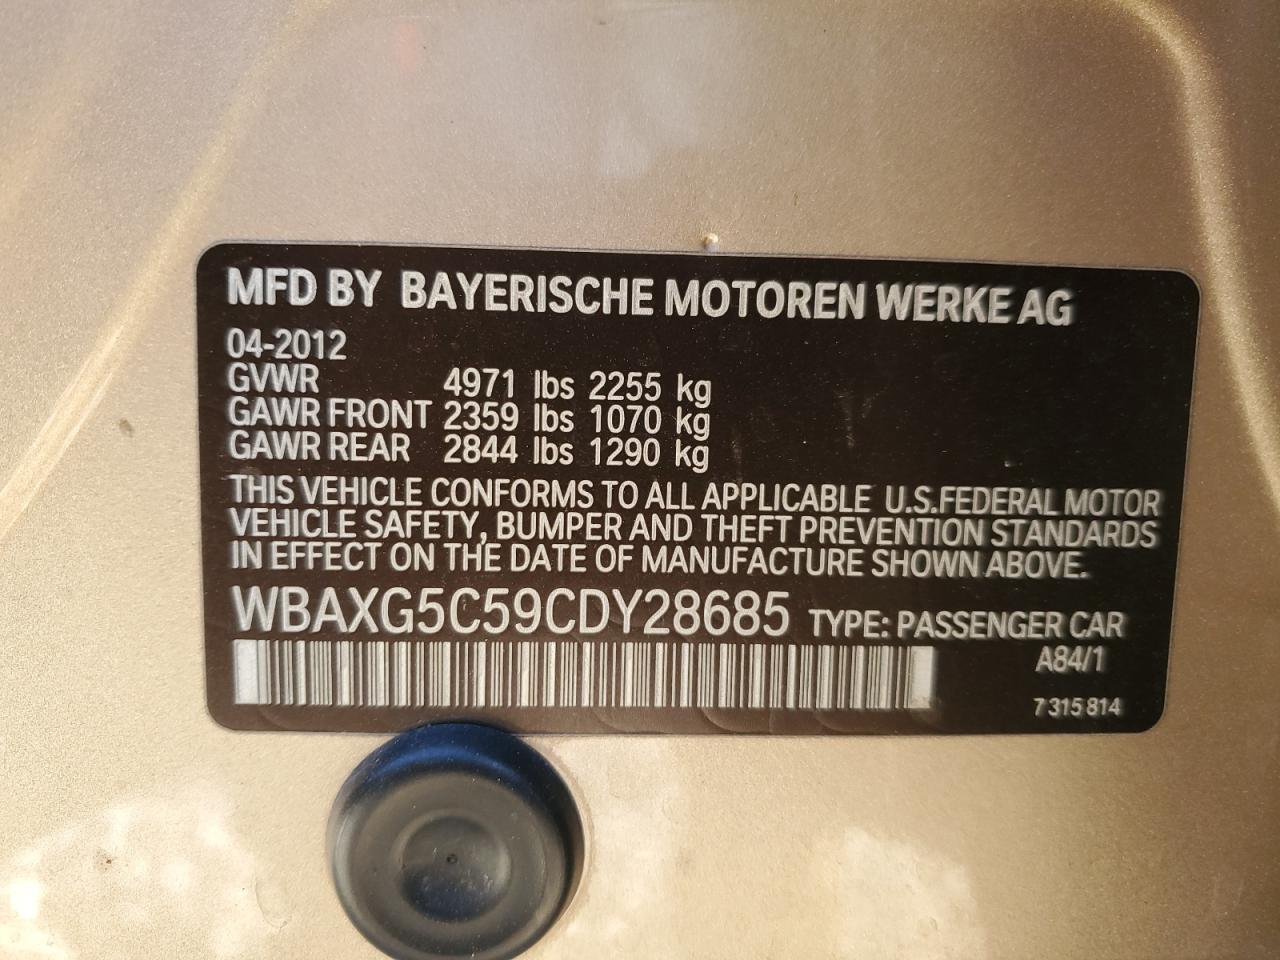 MFD BY BAYERISCHE MOTOREN WERKE AG
04-2012
GVWR 4971 lbs 2255 kg
GAWR FRONT 2359 lbs 1070 kg
GAWR REAR 2844 lbs 1290 kg
THIS VEHICLE CONFORMS TO ALL APPLICABLE U.S.FEDERAL MOTOR
VEHICLE SAFETY, BUMPER AND THEFT PREVENTION STANDARDS
IN EFFECT ON THE DATE OF MANUFACTURE SHOWN ABOVE.
WBAXG5C59CDY28685 TYPE: PASSENGER CAR
A84/1
7 315 814